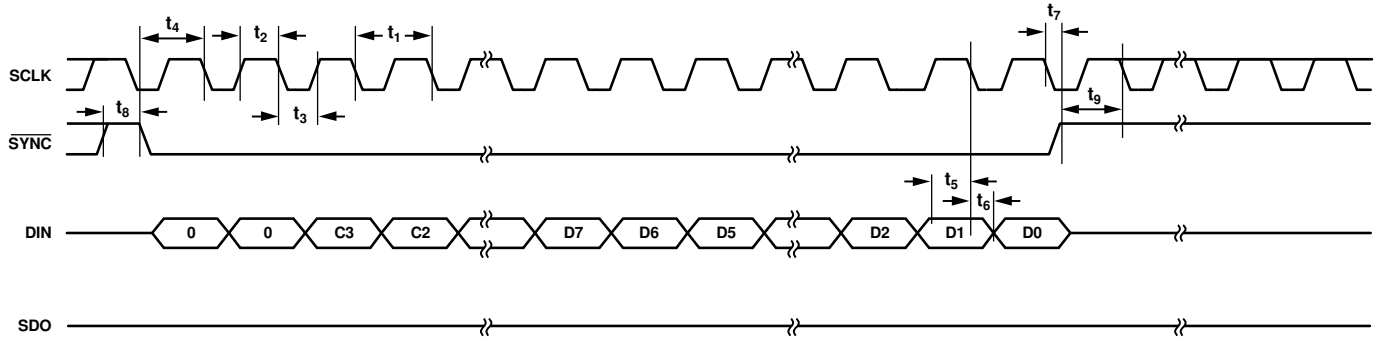 t4 t2 t1 t7
SCLK
t8 t3 t9
SYNC
t5 t6
DIN 0 0 C3 C2 D7 D6 D5 D2 D1 D0
SDO